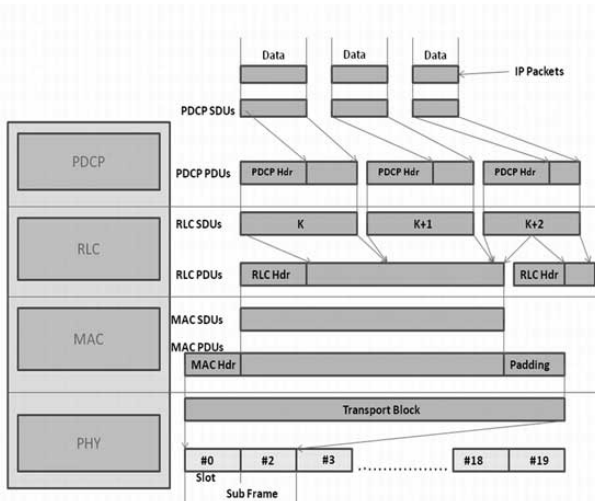 Data Data Data
IP Packets
PDCP SDUs
PDCP
PDCP PDUs
PDCP Hdr PDCP Hdr PDCP Hdr
RLC SDUs
K K+1 K+2
RLC
RLC PDUs
RLC Hdr RLC Hdr
MAC SDUs
MAC
MAC PDUs
MAC Hdr Padding
Transport Block
PHY
#0 #2 #3 ................... #18 #19
Slot
Sub Frame